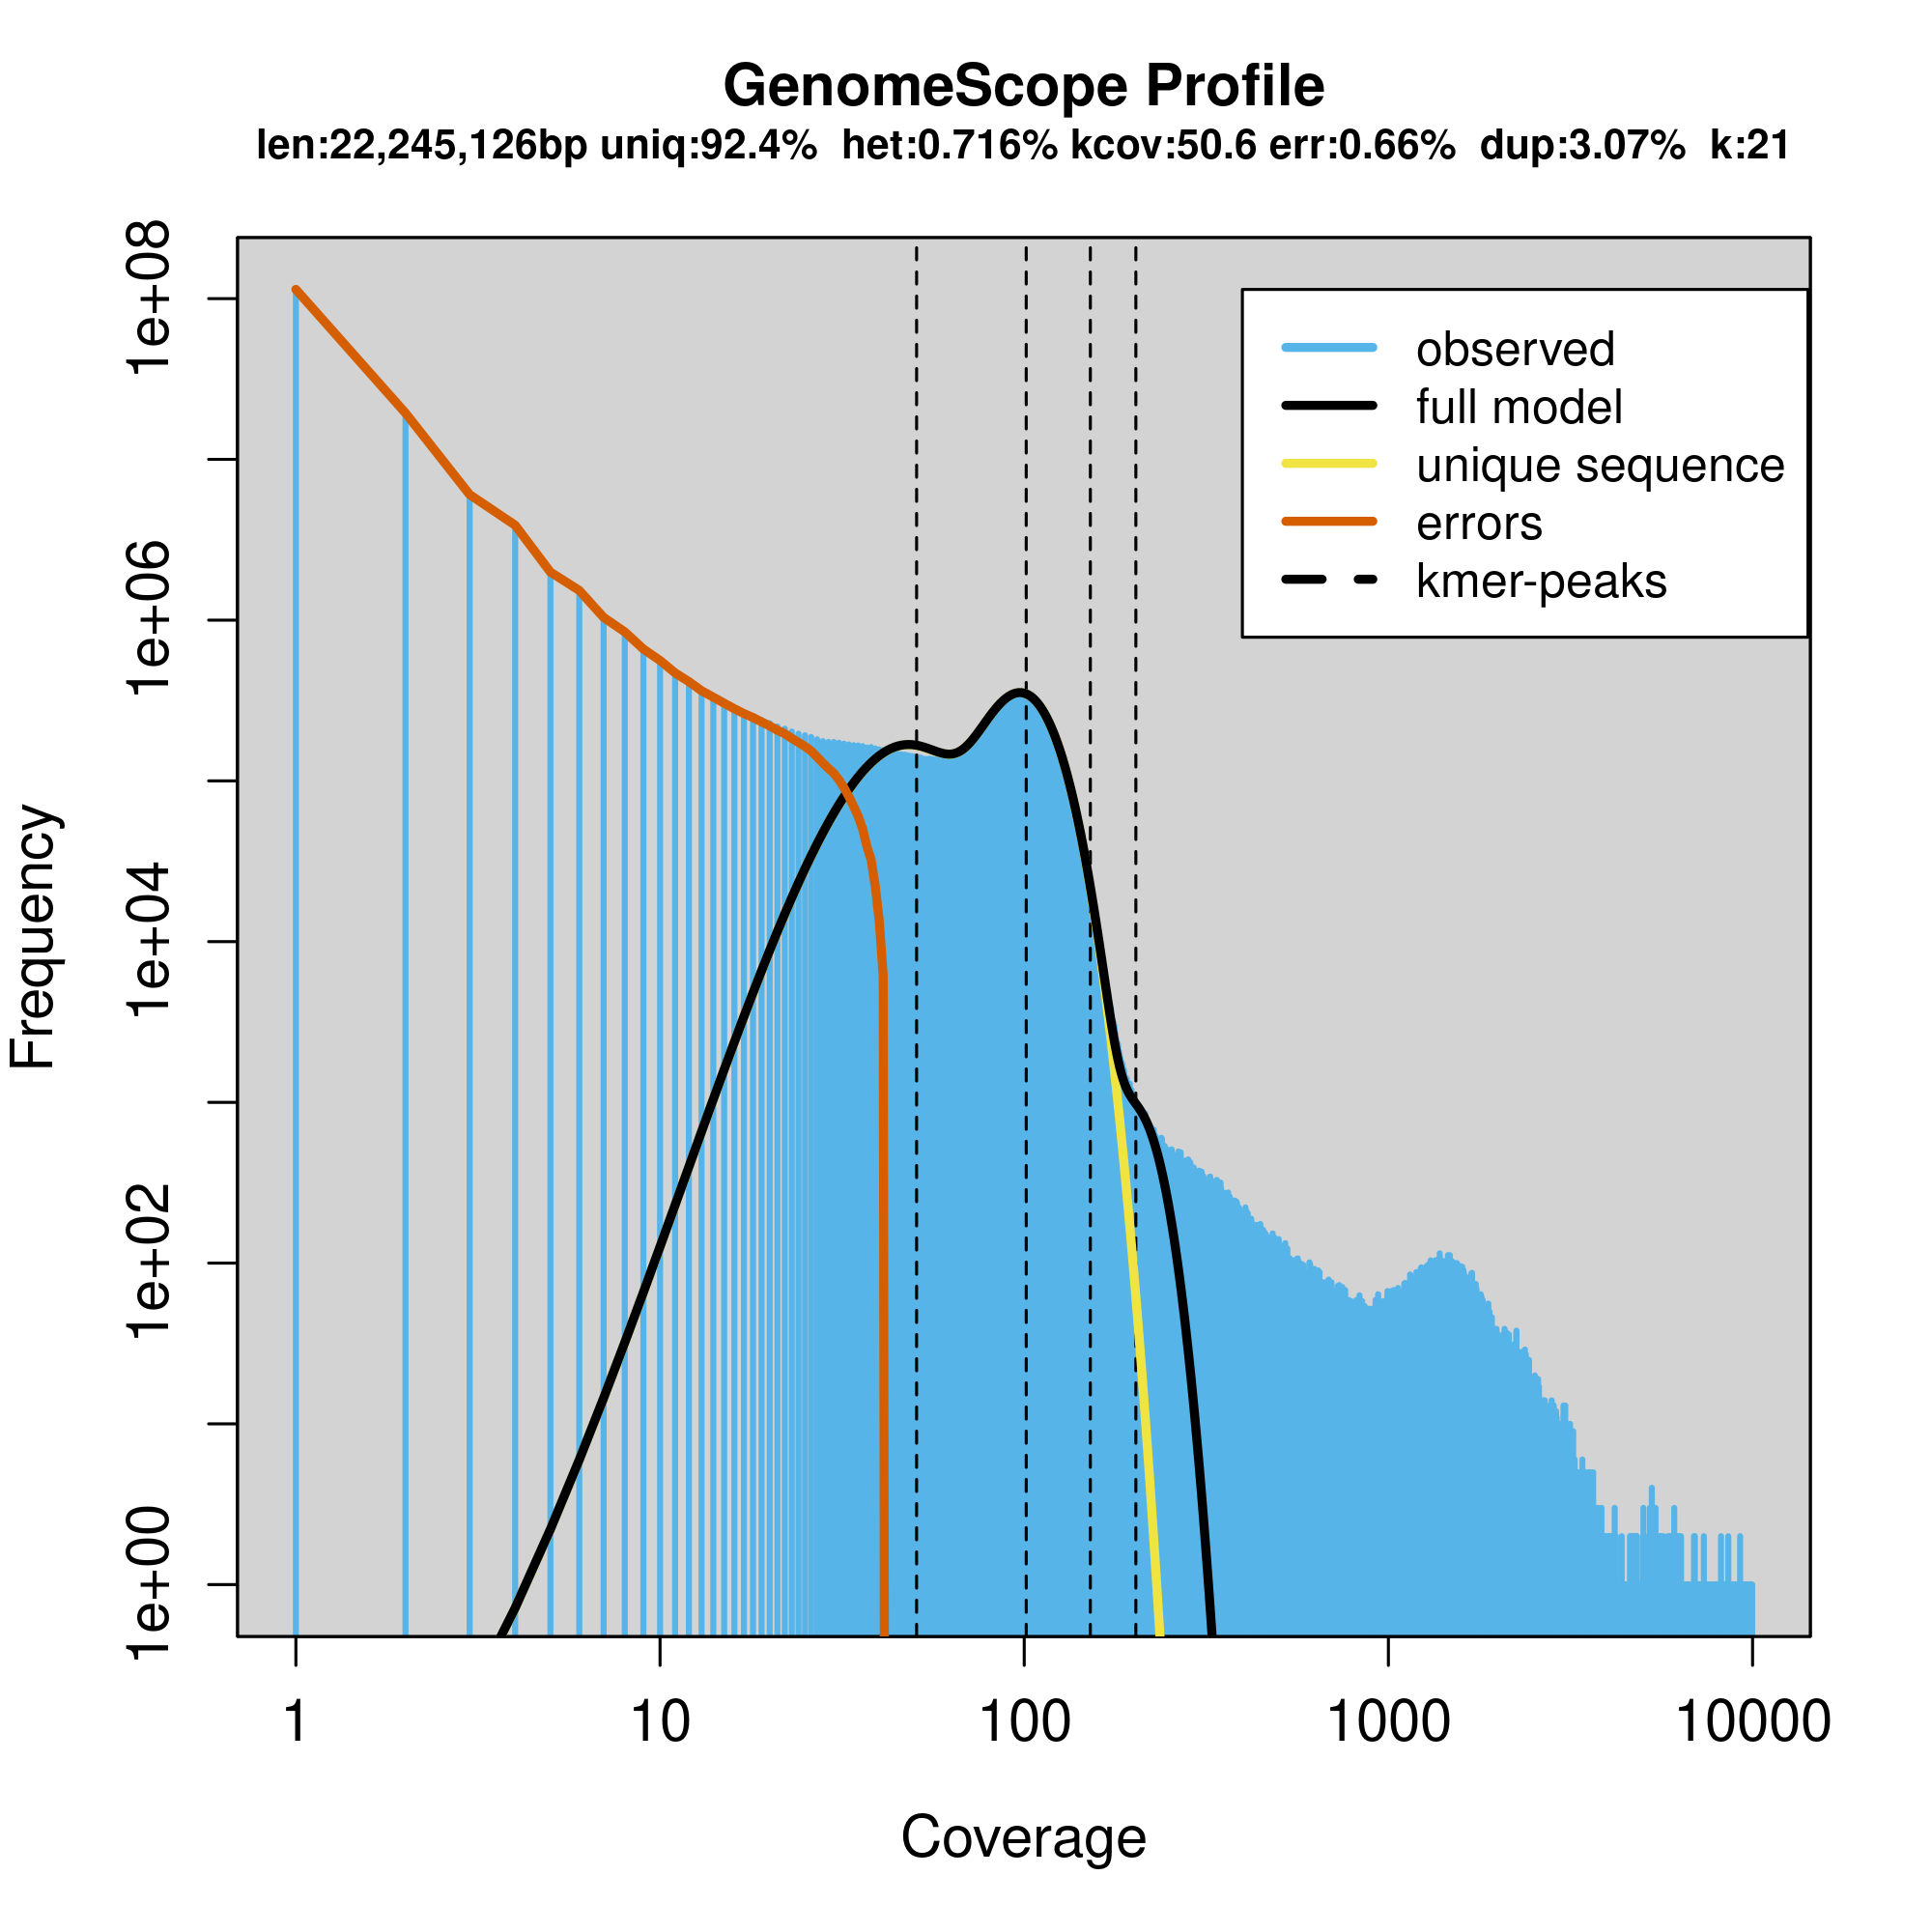 GenomeScope Profile
len:22,245,126bp uniq:92.4% het:0.716% kcov:50.6 err:0.66% dup:3.07% k:21
1e+08
1e+06
1e+04
1e+02
1e+00
Frequency
observed
full model
unique sequence
errors
kmer-peaks
1 10 100 1000 10000
Coverage